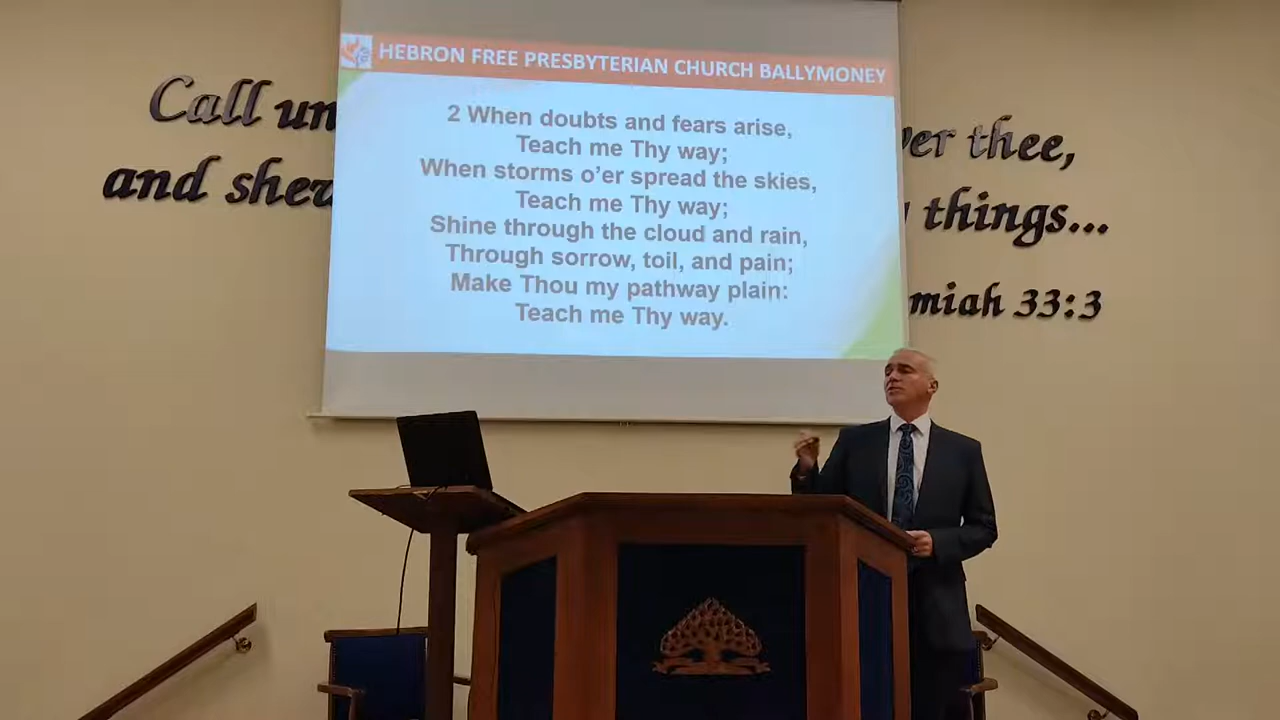 HEBRON FREE PRESBYTERIAN CHURCH BALLYMONEY
2 When doubts and fears arise,
Teach me Thy way;
When storms o'er spread the skies,
Teach me Thy way;
Shine through the cloud and rain,
Through sorrow, toil, and pain;
Make Thou my pathway plain:
Teach me Thy way.
Call un
ver thee,
and shew
things...
miah 33:3